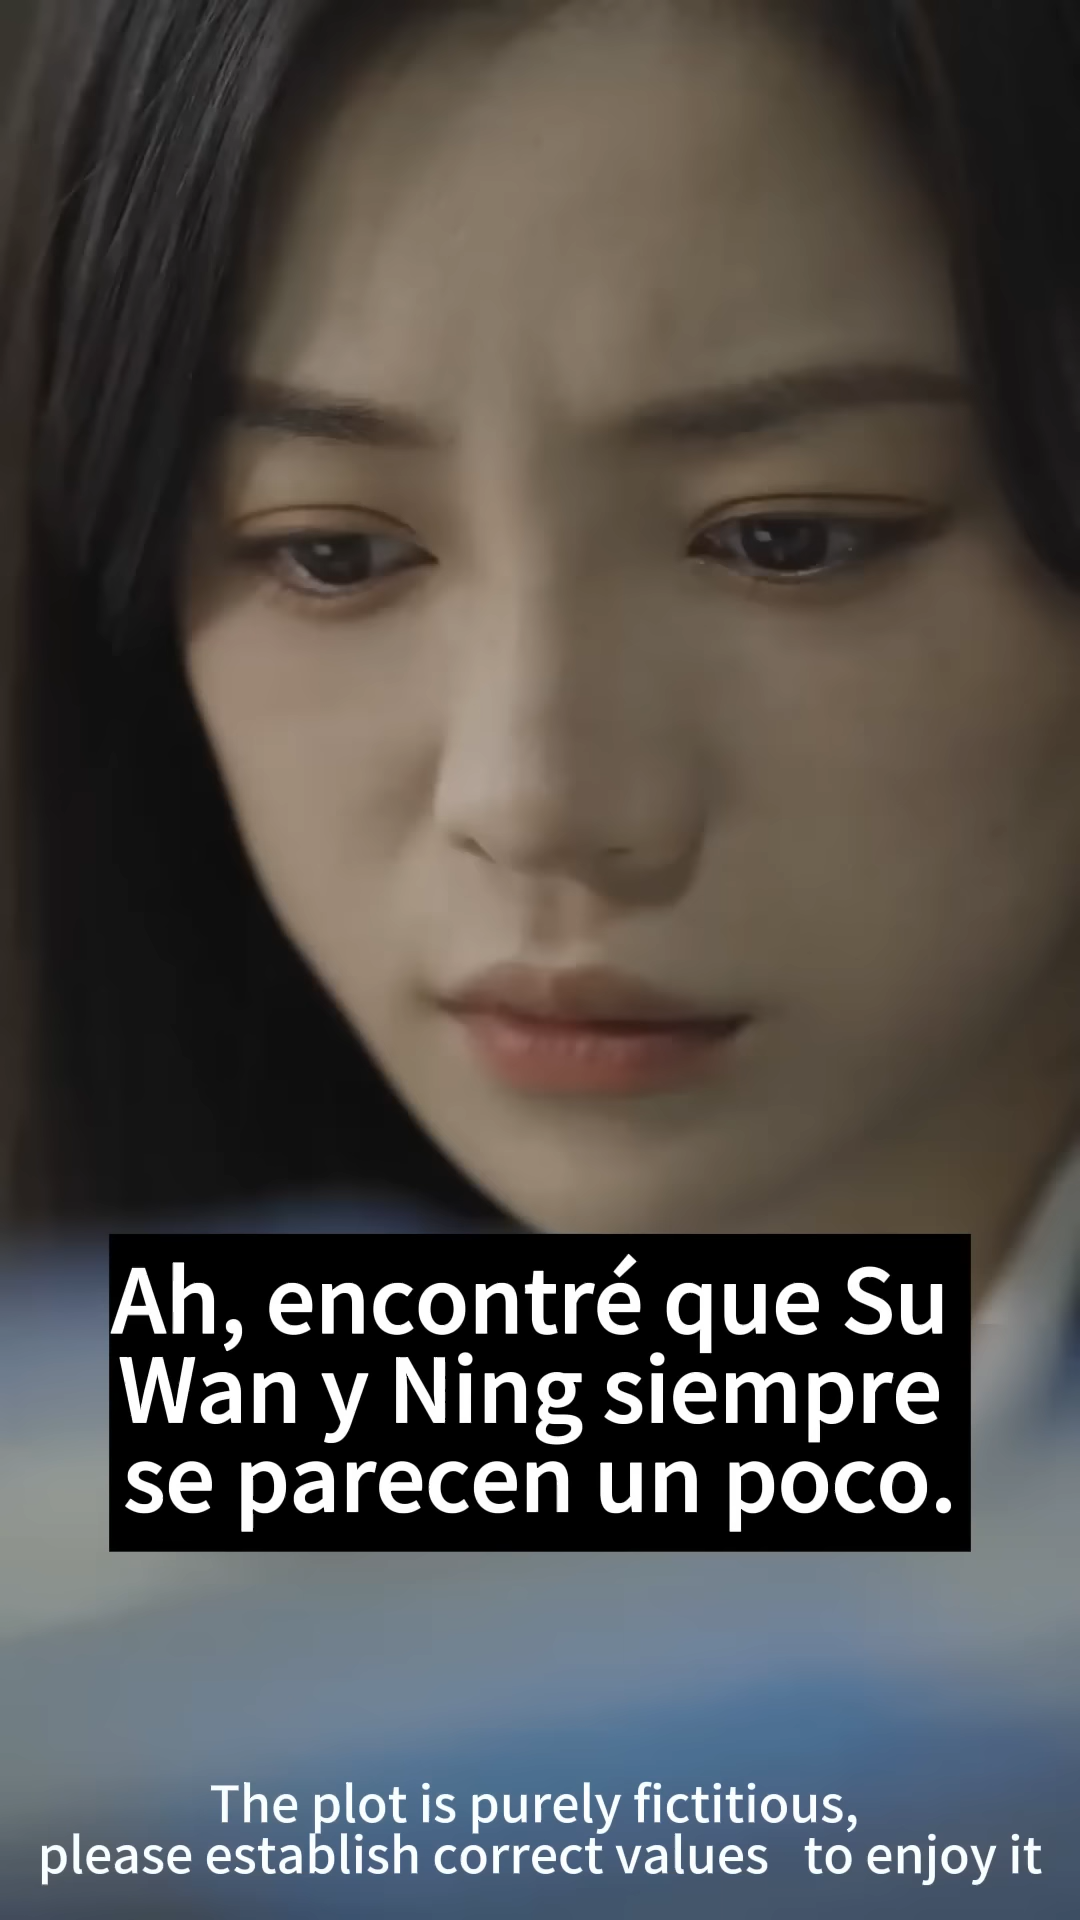 Ah, encontré que Su
Wan y Ning siempre
se parecen un poco.
The plot is purely fictitious,
please establish correct values to enjoy it